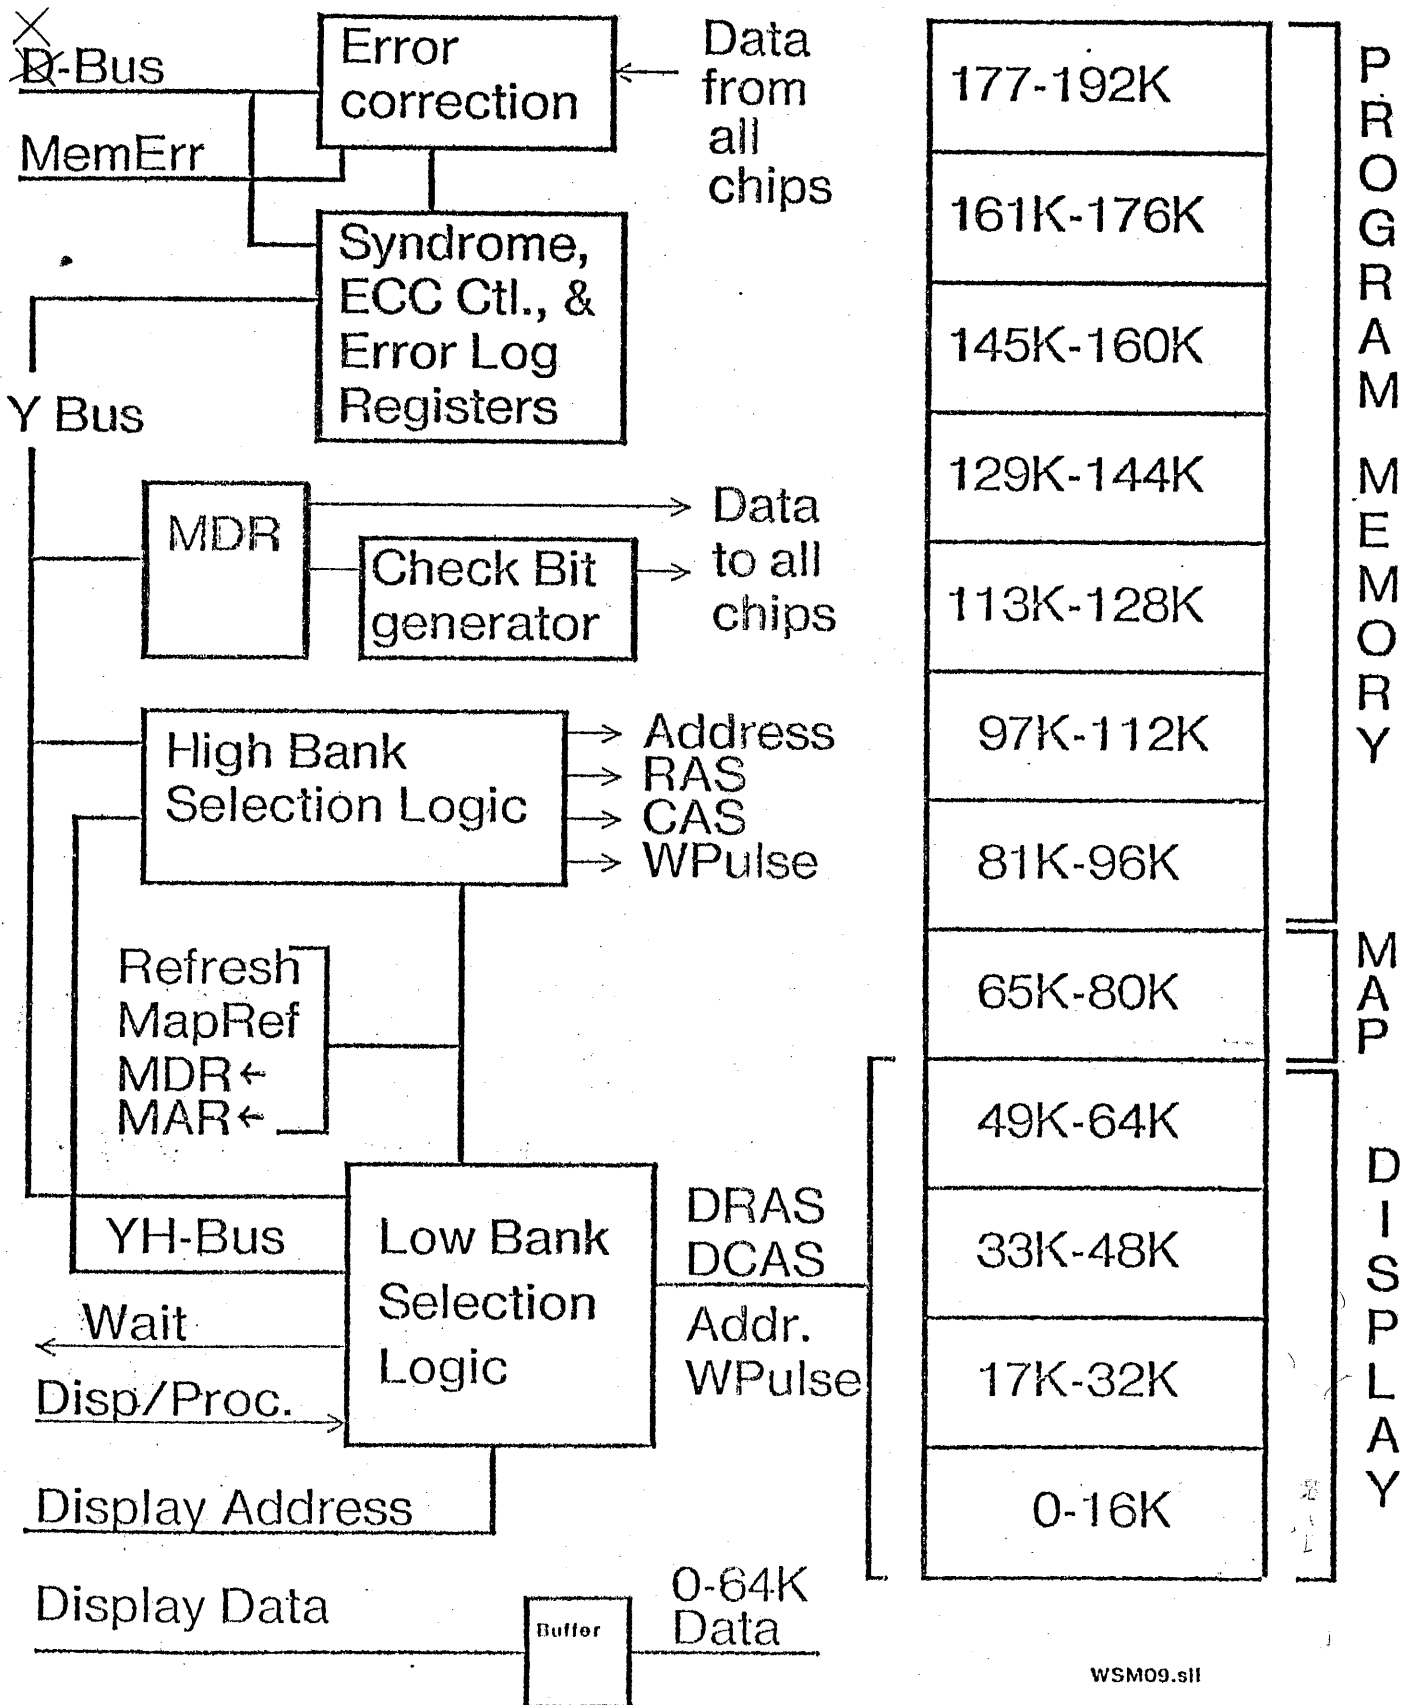 X
D-Bus
Error
correction
Data
from
all
chips
MemErr
Syndrome,
ECC Ctl., &
Error Log
Registers
Y Bus
MDR
Check Bit
generator
Data
to all
chips
High Bank
Selection Logic
Address
RAS
CAS
WPulse
Refresh
MapRef
MDR←
MAR←
YH-Bus
Low Bank
Selection
Logic
Wait
Disp/Proc.
DRAS
DCAS
Addr.
WPulse
Display Address
Display Data
Buffer
0-64K
Data
177-192K
161K-176K
145K-160K
129K-144K
113K-128K
97K-112K
81K-96K
65K-80K
49K-64K
33K-48K
17K-32K
0-16K
PROGRAM MEMORY
MAP
DISPLAY
WSM09.sil